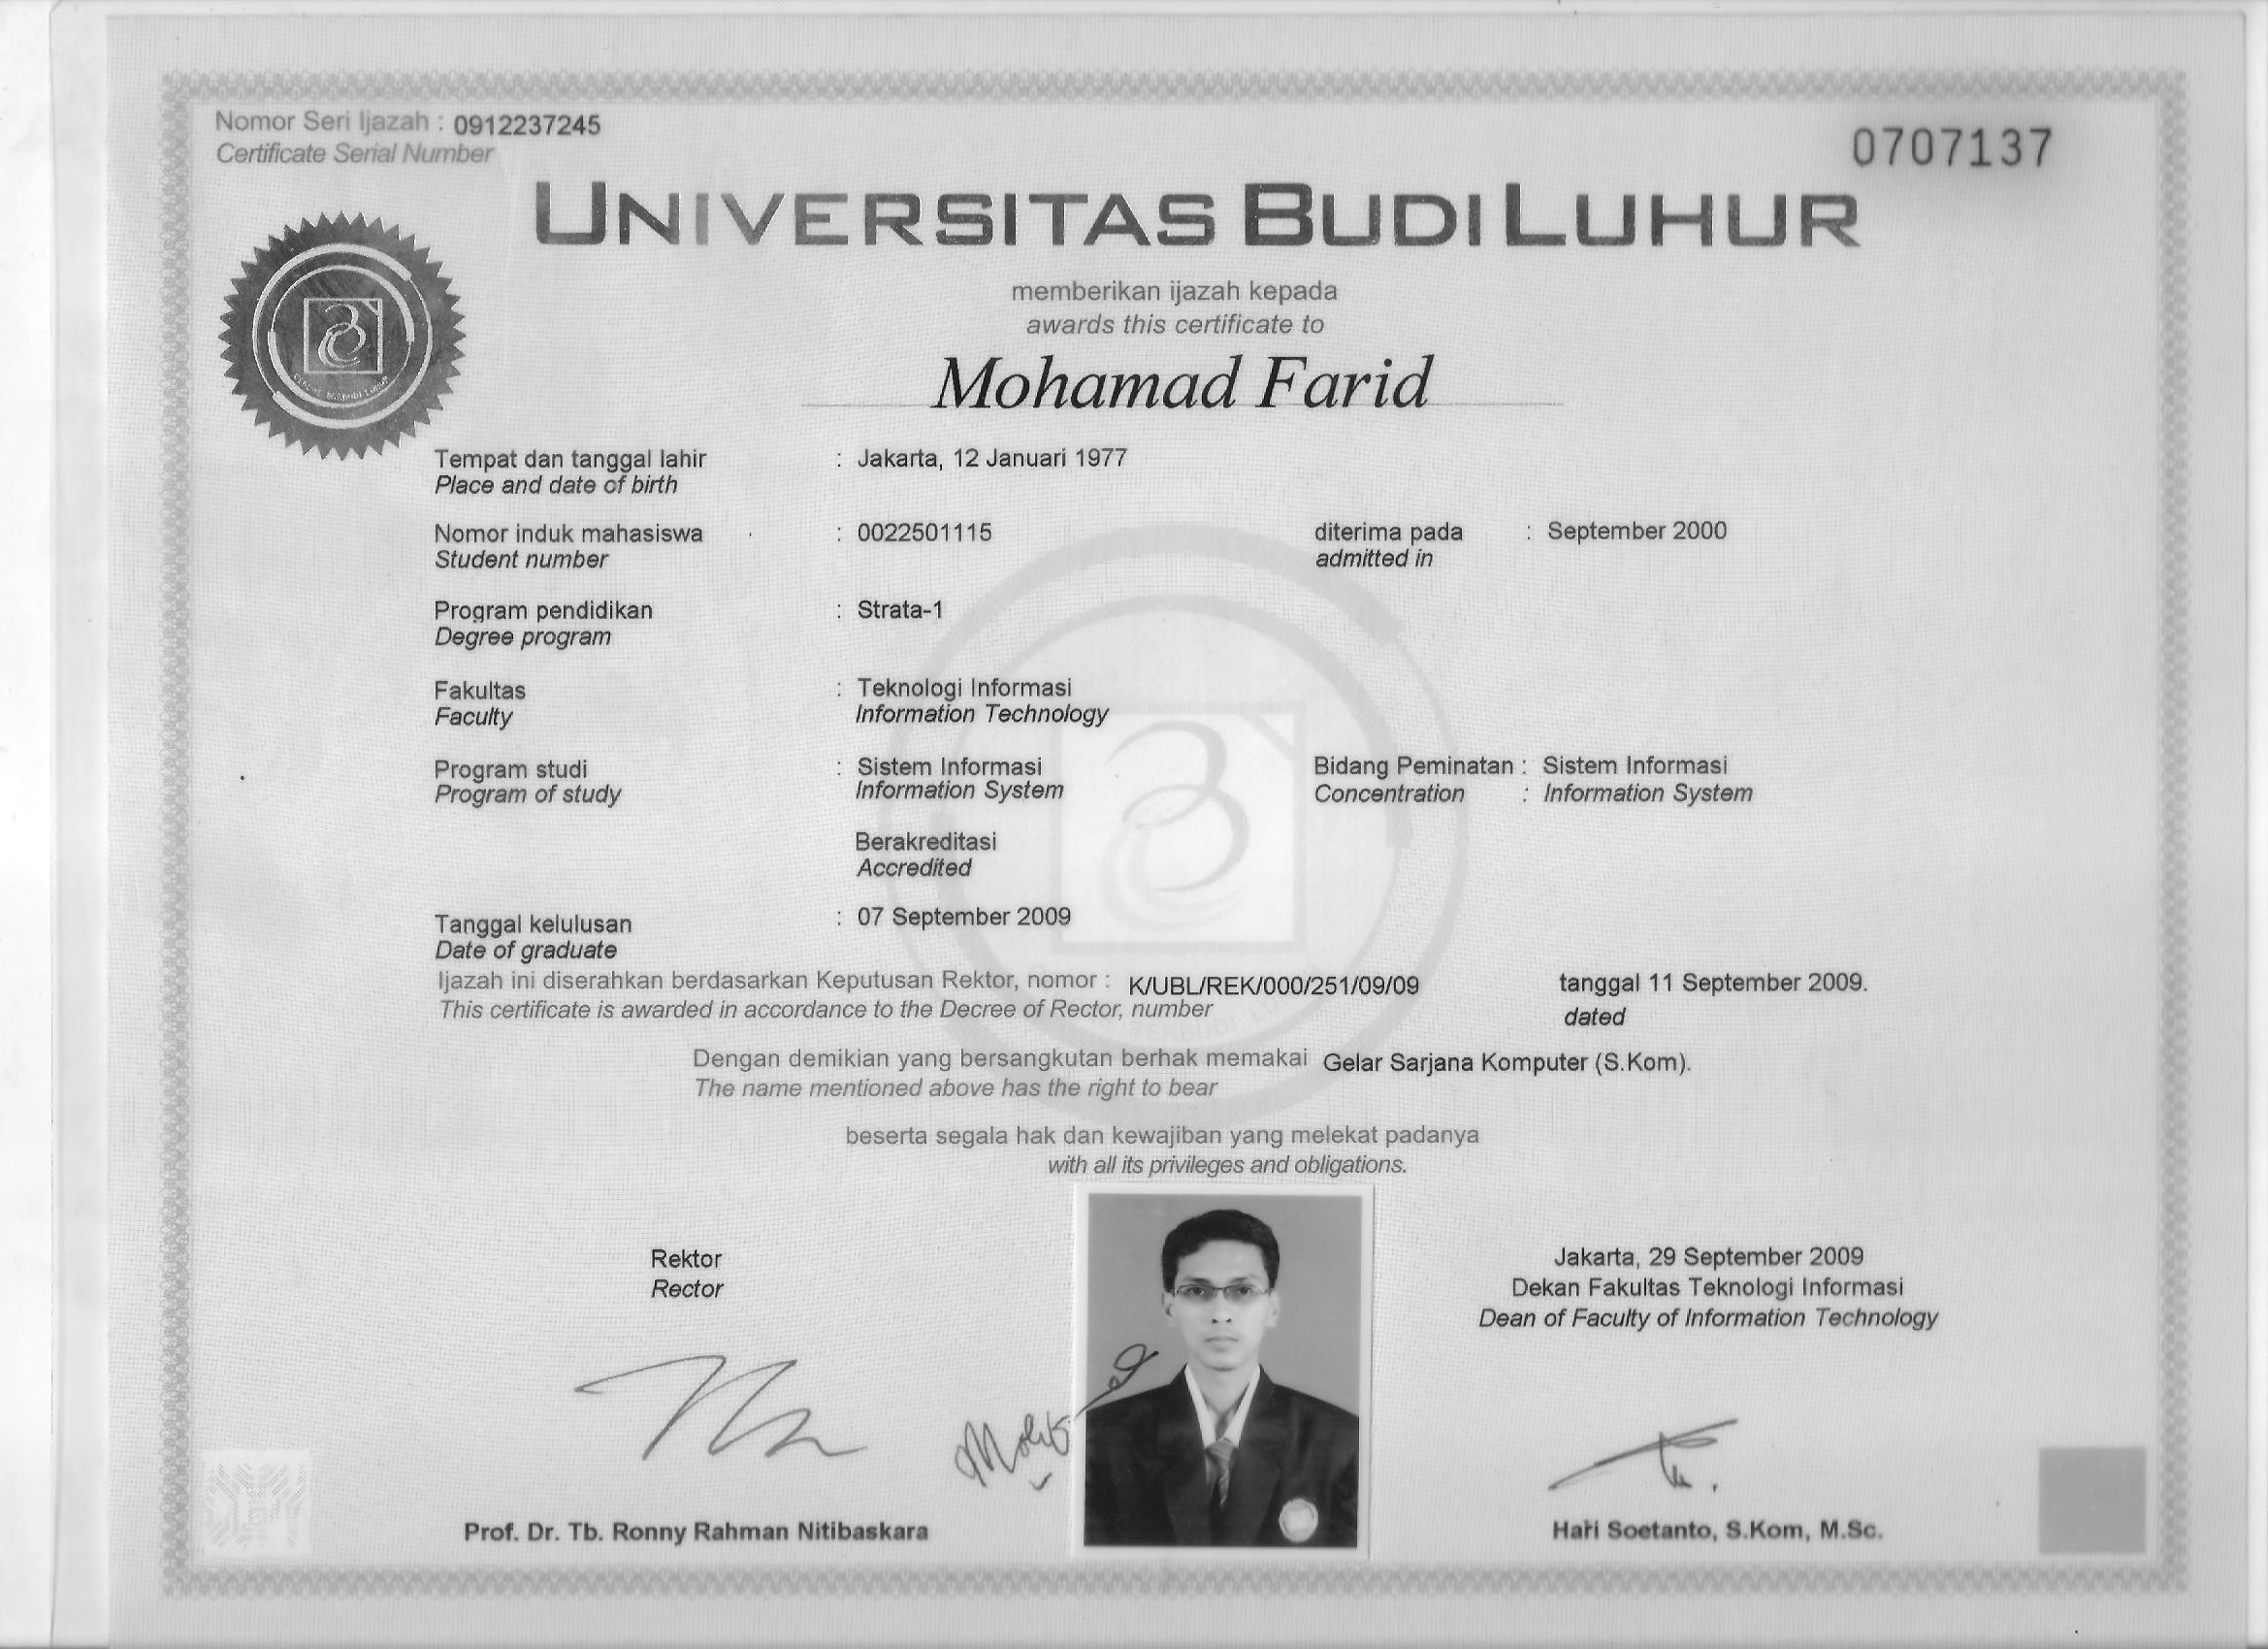 Nomor Seri Ijazah : 0912237245
Certificate Serial Number
0707137
UNIVERSITAS BUDI LUHUR
memberikan ijazah kepada
awards this certificate to
Mohamad Farid
Tempat dan tanggal lahir : Jakarta, 12 Januari 1977
Place and date of birth
Nomor induk mahasiswa : 0022501115 diterima pada : September 2000
Student number admitted in
Program pendidikan : Strata-1
Degree program
Fakultas : Teknologi Informasi
Faculty Information Technology
Program studi : Sistem Informasi Bidang Peminatan : Sistem Informasi
Program of study Information System Concentration : Information System
Berakreditasi
Accredited
Tanggal kelulusan : 07 September 2009
Date of graduate
Ijazah ini diserahkan berdasarkan Keputusan Rektor, nomor : K/UBL/REK/000/251/09/09 tanggal 11 September 2009.
This certificate is awarded in accordance to the Decree of Rector, number dated
Dengan demikian yang bersangkutan berhak memakai Gelar Sarjana Komputer (S.Kom).
The name mentioned above has the right to bear
beserta segala hak dan kewajiban yang melekat padanya
with all its privileges and obligations.
Rektor
Rector
Jakarta, 29 September 2009
Dekan Fakultas Teknologi Informasi
Dean of Faculty of Information Technology
Prof. Dr. Tb. Ronny Rahman Nitibaskara
Hari Soetanto, S.Kom, M.Sc.